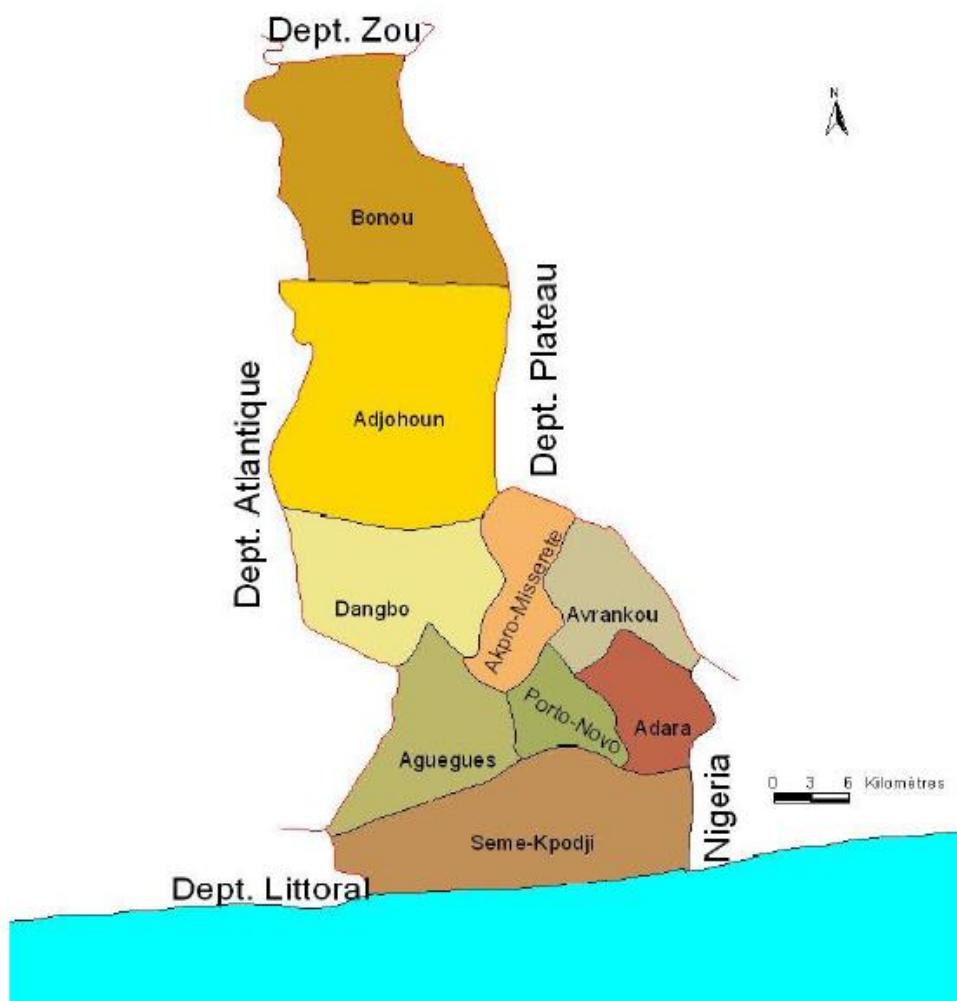 Dept. Zou
N
Bonou
Dept. Plateau
Dept. Atlantique
Adjohoun
Akpro-Misserete
Dangbo
Avrankou
Porto-Novo
Adara
Aguegues
Nigeria
0 3 6 Kilomètres
Seme-Kpodji
Dept. Littoral